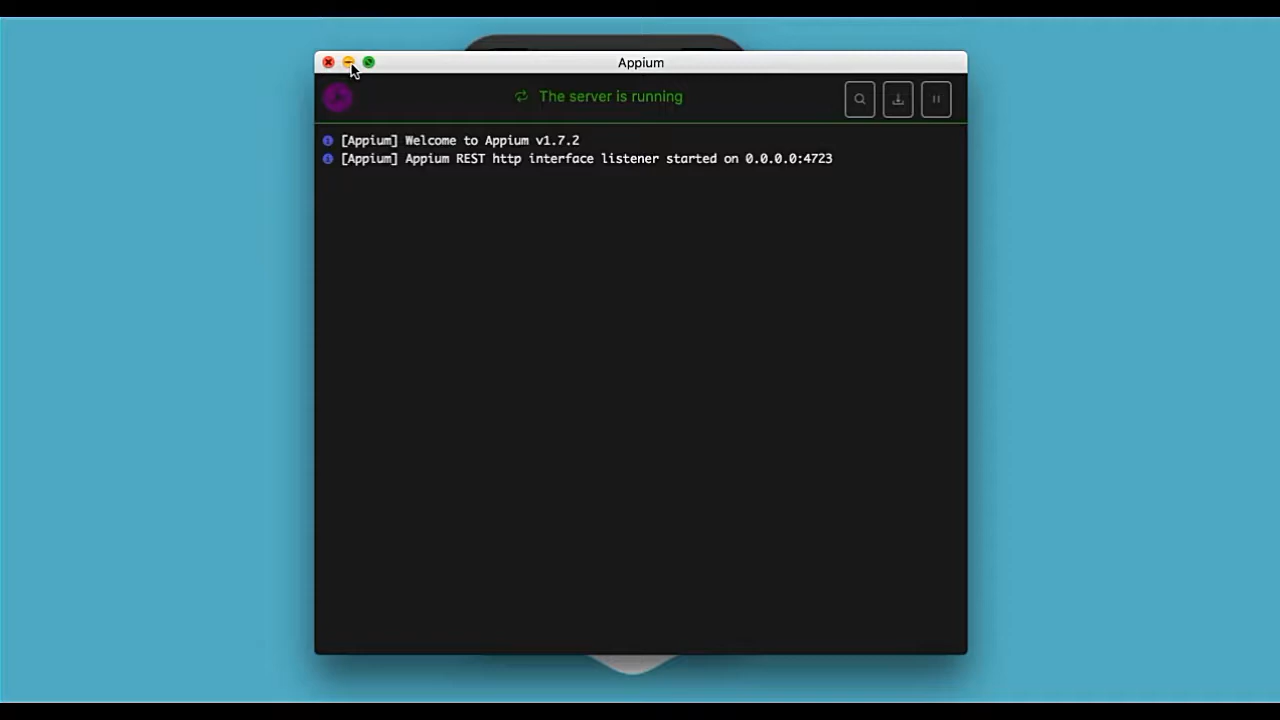 Appium
The server is running
[Appium] Welcome to Appium v1.7.2
[Appium] Appium REST http interface listener started on 0.0.0.0:4723